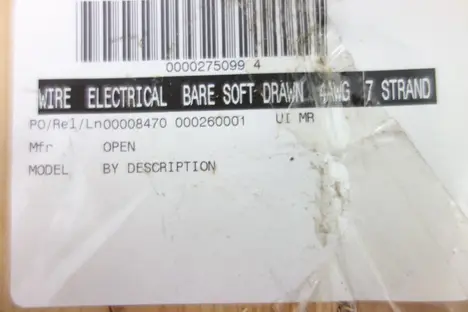 0000275099 4
WIRE ELECTRICAL BARE SOFT DRAWN 4AWG 7 STRAND
PO/Rel/Ln00008470 000260001 UI MR
Mfr OPEN
MODEL BY DESCRIPTION